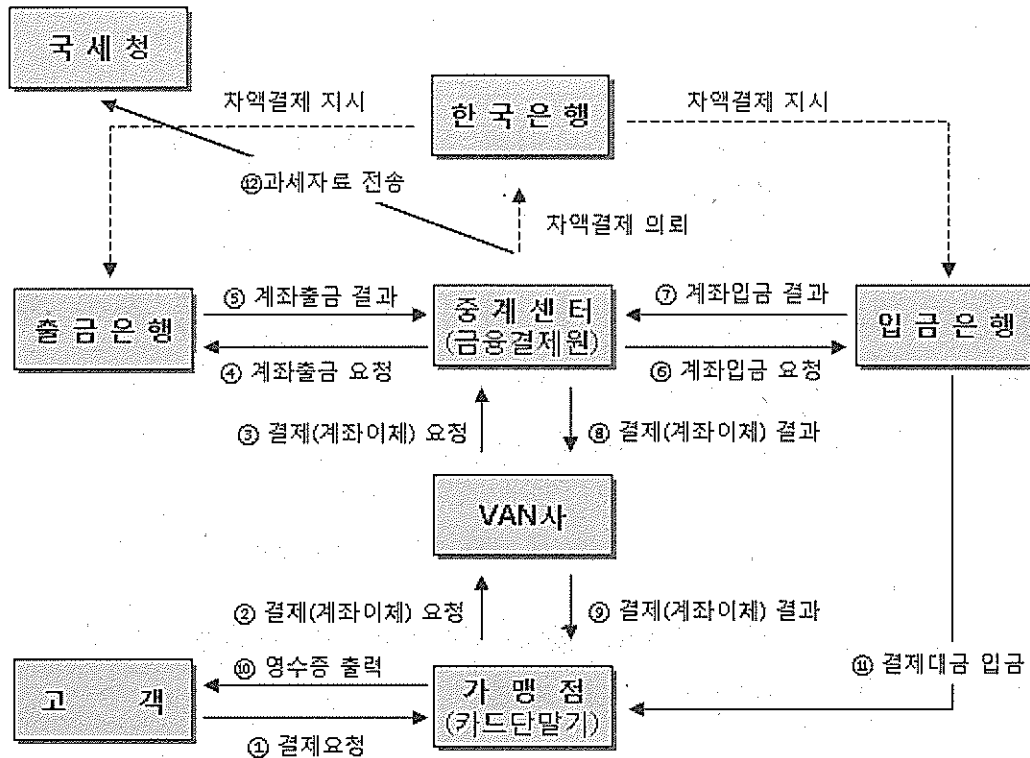 국 세 청
차액결제 지시
한 국 은 행
차액결제 지시
⑫과세자료 전송
차액결제 의뢰
출 금 은 행
⑤ 계좌출금 결과
중 계 센 터
(금융결제원)
⑦ 계좌입금 결과
입 금 은 행
④ 계좌출금 요청
⑥ 계좌입금 요청
③ 결제(계좌이체) 요청
⑧ 결제(계좌이체) 결과
VAN사
② 결제(계좌이체) 요청
⑨ 결제(계좌이체) 결과
⑩ 영수증 출력
⑪ 결제대금 입금
고 객
가 맹 점
(카드단말기)
① 결제요청